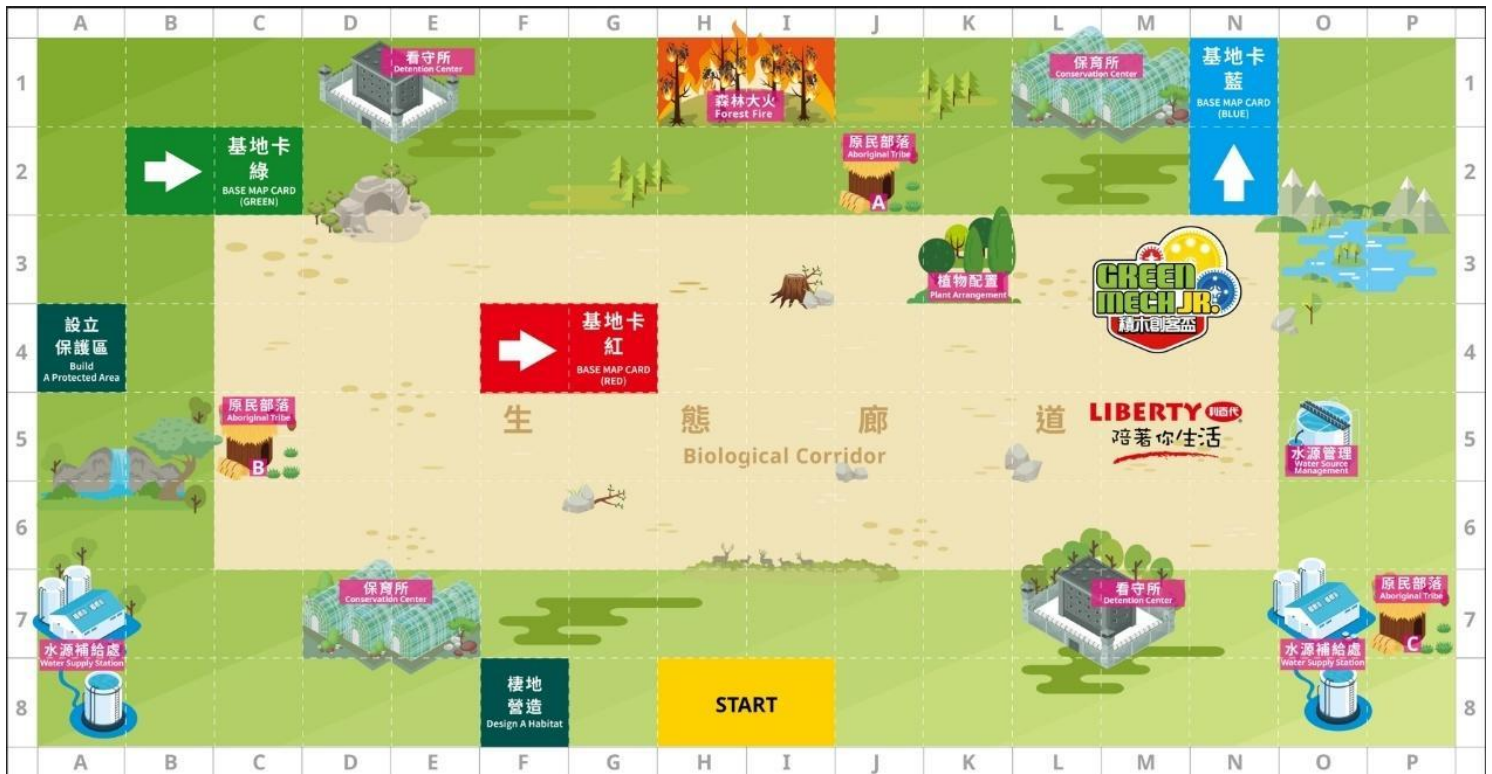 A B C D E F G H I J K L M N O P
1
看守所
Detention Center
森林大火
Forest Fire
保育所
Conservation Center
基地卡
藍
BASE MAP CARD
(BLUE)
1
2
基地卡
綠
BASE MAP CARD
(GREEN)
原民部落
Aboriginal Tribe
A
2
3
植物配置
Plant Arrangement
GREEN
MECH JR.
積木創客盃
3
4
設立
保護區
Build
A Protected Area
基地卡
紅
BASE MAP CARD
(RED)
4
5
原民部落
Aboriginal Tribe
B
生 態 廊 道
Biological Corridor
LIBERTY 利百代
陪著你生活
水源管理
Water Source
Management
5
6
6
7
水源補給處
Water Supply Station
保育所
Conservation Center
看守所
Detention Center
水源補給處
Water Supply Station
原民部落
Aboriginal Tribe
C
7
8
棲地
營造
Design A Habitat
START
8
A B C D E F G H I J K L M N O P